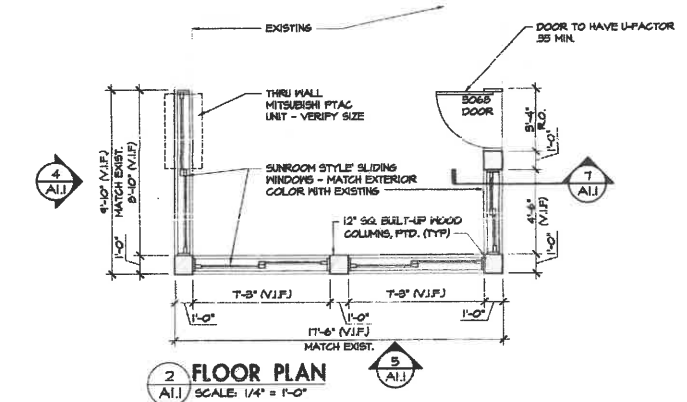 EXISTING
DOOR TO HAVE U-FACTOR
.35 MIN.
THRU WALL
MITSUBISHI PTAC
UNIT - VERIFY SIZE
3068
DOOR
3'-4"
R.O.
1'-0"
4
A1.1
9'-10" (V.I.F.)
MATCH EXIST.
8'-10" (V.I.F.)
1'-0"
SUNROOM STYLE SLIDING
WINDOWS - MATCH EXTERIOR
COLOR WITH EXISTING
7
A1.1
4'-6"
(V.I.F.)
1'-0"
12" SQ. BUILT-UP WOOD
COLUMNS, PTD. (TYP)
7'-3" (V.I.F.)
7'-3" (V.I.F.)
1'-0"
1'-0"
1'-0"
17'-6" (V.I.F.)
MATCH EXIST.
5
A1.1
2
A1.1
FLOOR PLAN
SCALE: 1/4" = 1'-0"